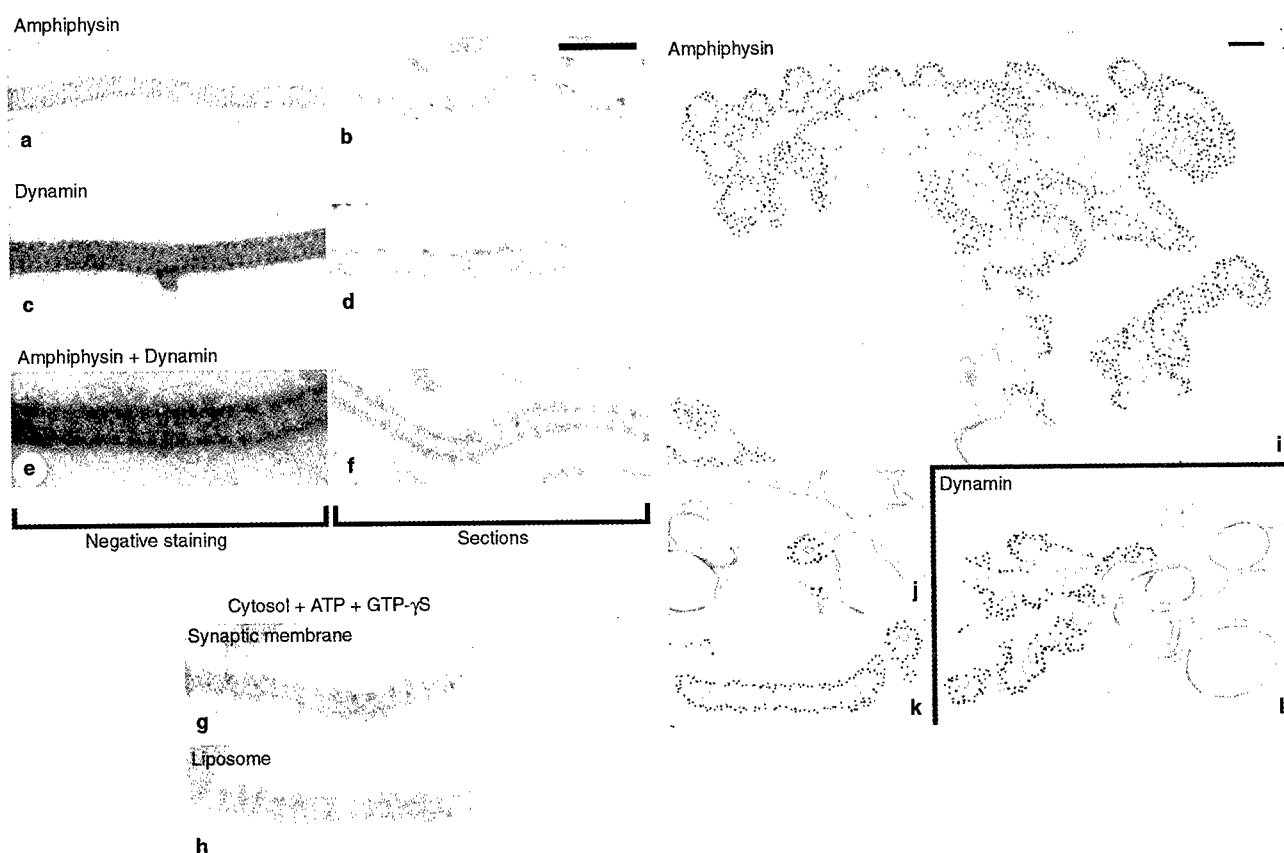 Amphiphysin
a
b
Dynamin
c
d
Amphiphysin + Dynamin
e
f
Negative staining
Sections
Cytosol + ATP + GTP-γS
Synaptic membrane
g
Liposome
h
Amphiphysin
i
j
k
Dynamin